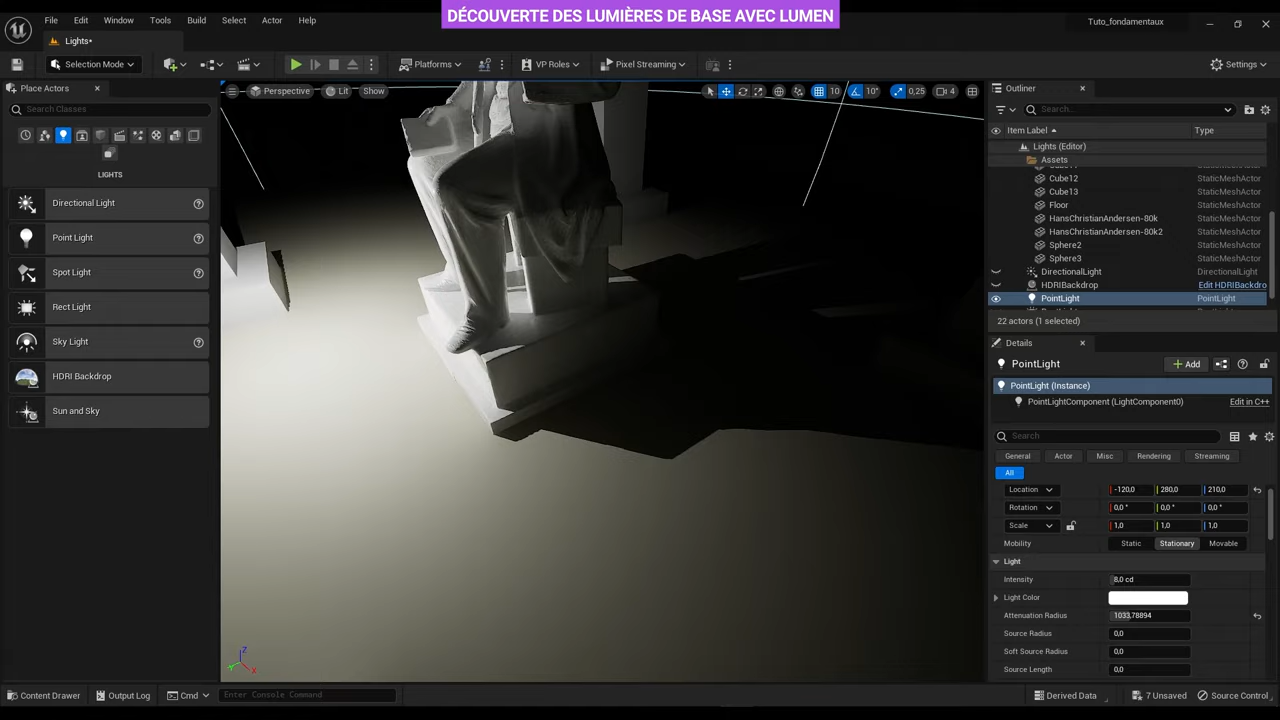 DÉCOUVERTE DES LUMIÈRES DE BASE AVEC LUMEN
File Edit Window Tools Build Select Actor Help
Tuto_fondamentaux
Lights•
Selection Mode
Platforms
VP Roles
Pixel Streaming
Settings
Place Actors
Search Classes
LIGHTS
Directional Light
Point Light
Spot Light
Rect Light
Sky Light
HDRI Backdrop
Sun and Sky
Perspective
Lit
Show
10
10°
0,25
4
Outliner
Search...
Item Label
Type
Lights (Editor)
Assets
Cube12 StaticMeshActor
Cube13 StaticMeshActor
Floor StaticMeshActor
HansChristianAndersen-80k StaticMeshActor
HansChristianAndersen-80k2 StaticMeshActor
Sphere2 StaticMeshActor
Sphere3 StaticMeshActor
DirectionalLight DirectionalLight
HDRIBackdrop Edit HDRIBackdro
PointLight PointLight
22 actors (1 selected)
Details
PointLight
Add
PointLight (Instance)
PointLightComponent (LightComponent0) Edit in C++
Search
General Actor Misc Rendering Streaming
All
Location -120,0 280,0 210,0
Rotation 0,0 ° 0,0 ° 0,0 °
Scale 1,0 1,0 1,0
Mobility Static Stationary Movable
Light
Intensity 8,0 cd
Light Color
Attenuation Radius 1033,78894
Source Radius 0,0
Soft Source Radius 0,0
Source Length 0,0
Z
Y
X
Content Drawer
Output Log
Cmd
Enter Console Command
Derived Data
7 Unsaved
Source Control